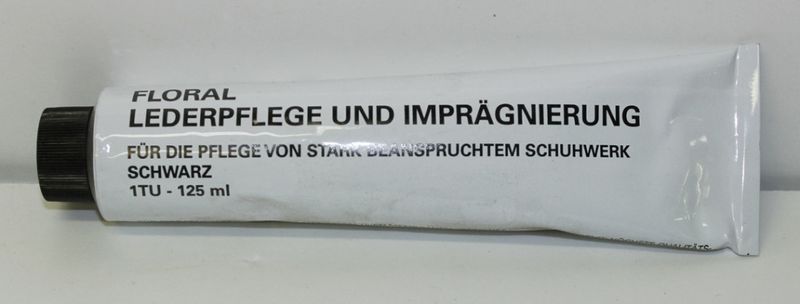 FLORAL
LEDERPFLEGE UND IMPRÄGNIERUNG
FÜR DIE PFLEGE VON STARK BEANSPRUCHTEM SCHUHWERK
SCHWARZ
1TU - 125 ml